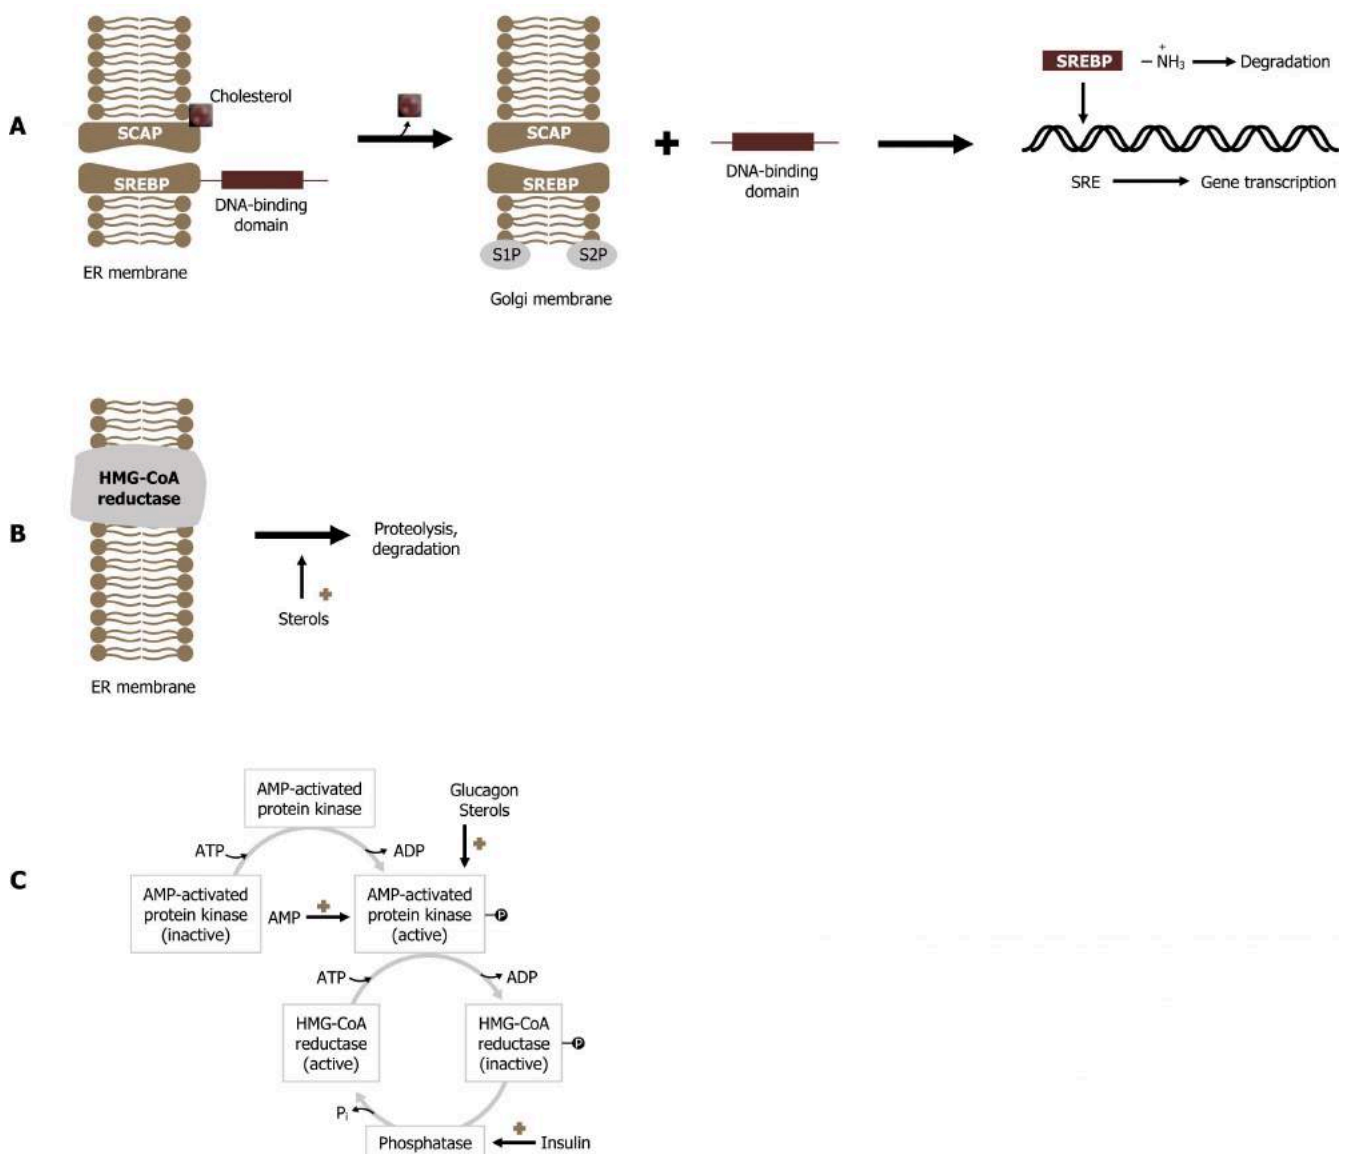 A
Cholesterol
SCAP
SREBP
DNA-binding
domain
ER membrane
SCAP
SREBP
S1P
S2P
Golgi membrane
DNA-binding
domain
SREBP
– N̟H₃
Degradation
SRE
Gene transcription
B
HMG-CoA
reductase
ER membrane
Proteolysis,
degradation
Sterols
C
AMP-activated
protein kinase
Glucagon
Sterols
ATP
ADP
AMP-activated
protein kinase
(inactive)
AMP
AMP-activated
protein kinase
(active)
P
ATP
ADP
HMG-CoA
reductase
(active)
HMG-CoA
reductase
(inactive)
P
Pi
Phosphatase
Insulin